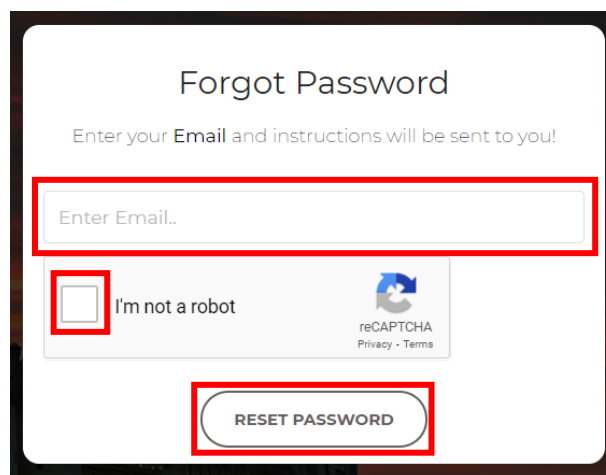 Forgot Password
Enter your Email and instructions will be sent to you!
Enter Email..
I'm not a robot
reCAPTCHA
Privacy - Terms
RESET PASSWORD